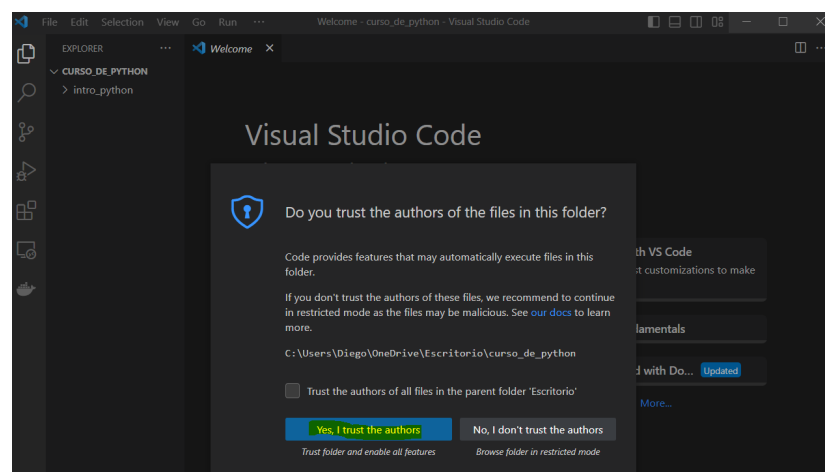 File Edit Selection View Go Run ··· Welcome - curso_de_python - Visual Studio Code
EXPLORER ···
Welcome
CURSO_DE_PYTHON
intro_python
Visual Studio Code
Do you trust the authors of the files in this folder?
Code provides features that may automatically execute files in this
folder.
If you don't trust the authors of these files, we recommend to continue
in restricted mode as the files may be malicious. See our docs to learn
more.
C:\Users\Diego\OneDrive\Escritorio\curso_de_python
Trust the authors of all files in the parent folder 'Escritorio'
Yes, I trust the authors
No, I don't trust the authors
Trust folder and enable all features
Browse folder in restricted mode
th VS Code
st customizations to make
lamentals
d with Do... Updated
More...